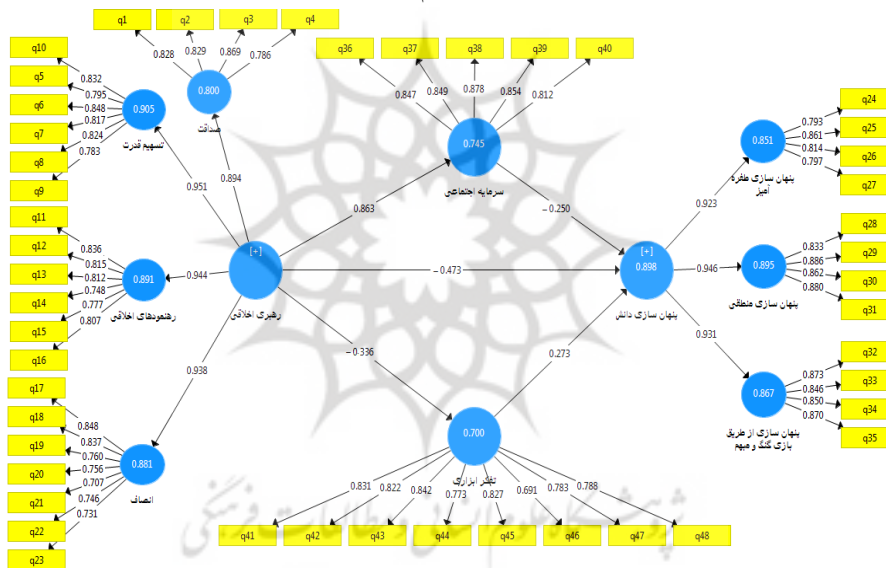 q1
q2
q3
q4
0.828
0.829
0.869
0.786
0.800
صداقت
q10
q5
q6
q7
q8
q9
0.832
0.795
0.848
0.817
0.824
0.783
0.905
تسهیم قدرت
0.951
0.894
q11
q12
q13
q14
q15
q16
0.836
0.815
0.812
0.748
0.777
0.807
0.891
رهنمودهای اخلاقی
0.944
[+]
رهبری اخلاقی
0.938
q17
q18
q19
q20
q21
q22
q23
0.848
0.837
0.760
0.756
0.707
0.746
0.731
0.881
انصاف
q36
q37
q38
q39
q40
0.847
0.849
0.878
0.854
0.812
0.745
سرمایه اجتماعی
0.863
− 0.250
− 0.473
− 0.336
0.273
[+]
0.898
پنهان سازی دانش
0.923
0.946
0.931
0.851
پنهان سازی طفره
آمیز
0.793
0.861
0.814
0.797
q24
q25
q26
q27
0.895
پنهان سازی منطقی
0.833
0.886
0.862
0.880
q28
q29
q30
q31
0.867
پنهان سازی از طریق
بازی گنگ و مبهم
0.873
0.846
0.850
0.870
q32
q33
q34
q35
0.700
تفکر ابزاری
0.831
0.822
0.842
0.773
0.827
0.691
0.783
0.788
q41
q42
q43
q44
q45
q46
q47
q48
پژوهشگاه علوم انسانی و مطالعات فرهنگی